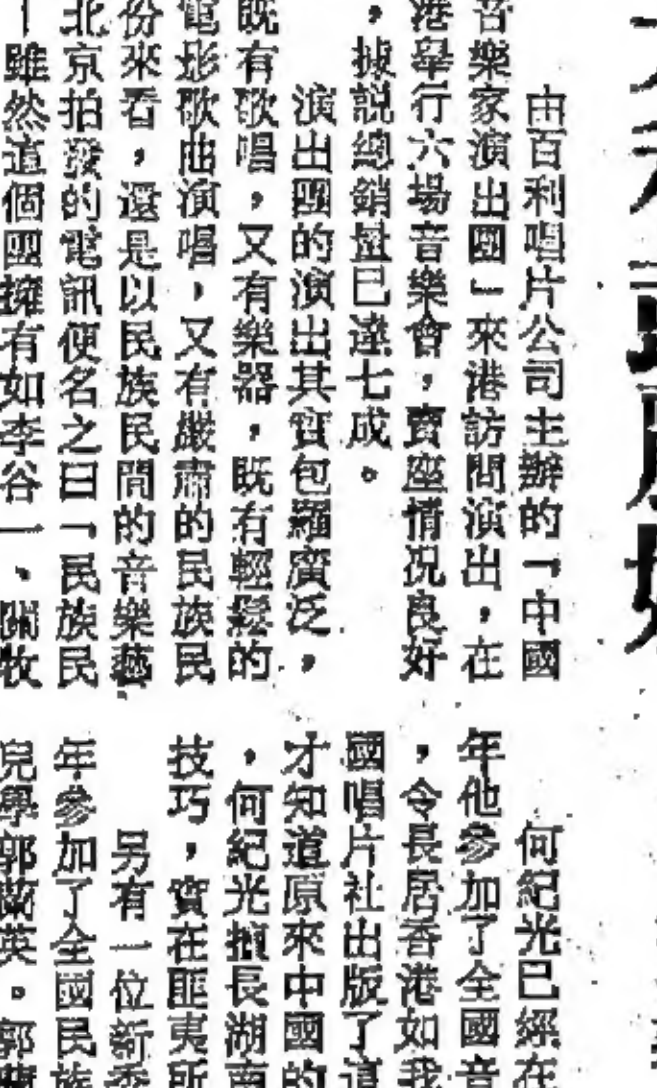 由百利唱片公司主辦的「中國
音樂家演出團」來港訪問演出，在
港舉行六場音樂會，賣座情況良好
，據說總銷量已達七成。
演出團的演出其實包羅廣泛，
既有歌唱，又有樂器，既有輕鬆的
電影歌曲演唱，又有嚴肅的民族民
份來看，還是以民族民間的音樂藝
北京拍發的電訊便名之曰「民族民
雖然這個團擁有如李谷一、關牧
何紀光已經在
年他參加了全國音
，令長居香港如我
國唱片社出版了這
才知道原來中國的
，何紀光擅長湖南
技巧，實在匪夷所
另有一位新秀
年參加了全國民族
兒學郭蘭英。郭蘭